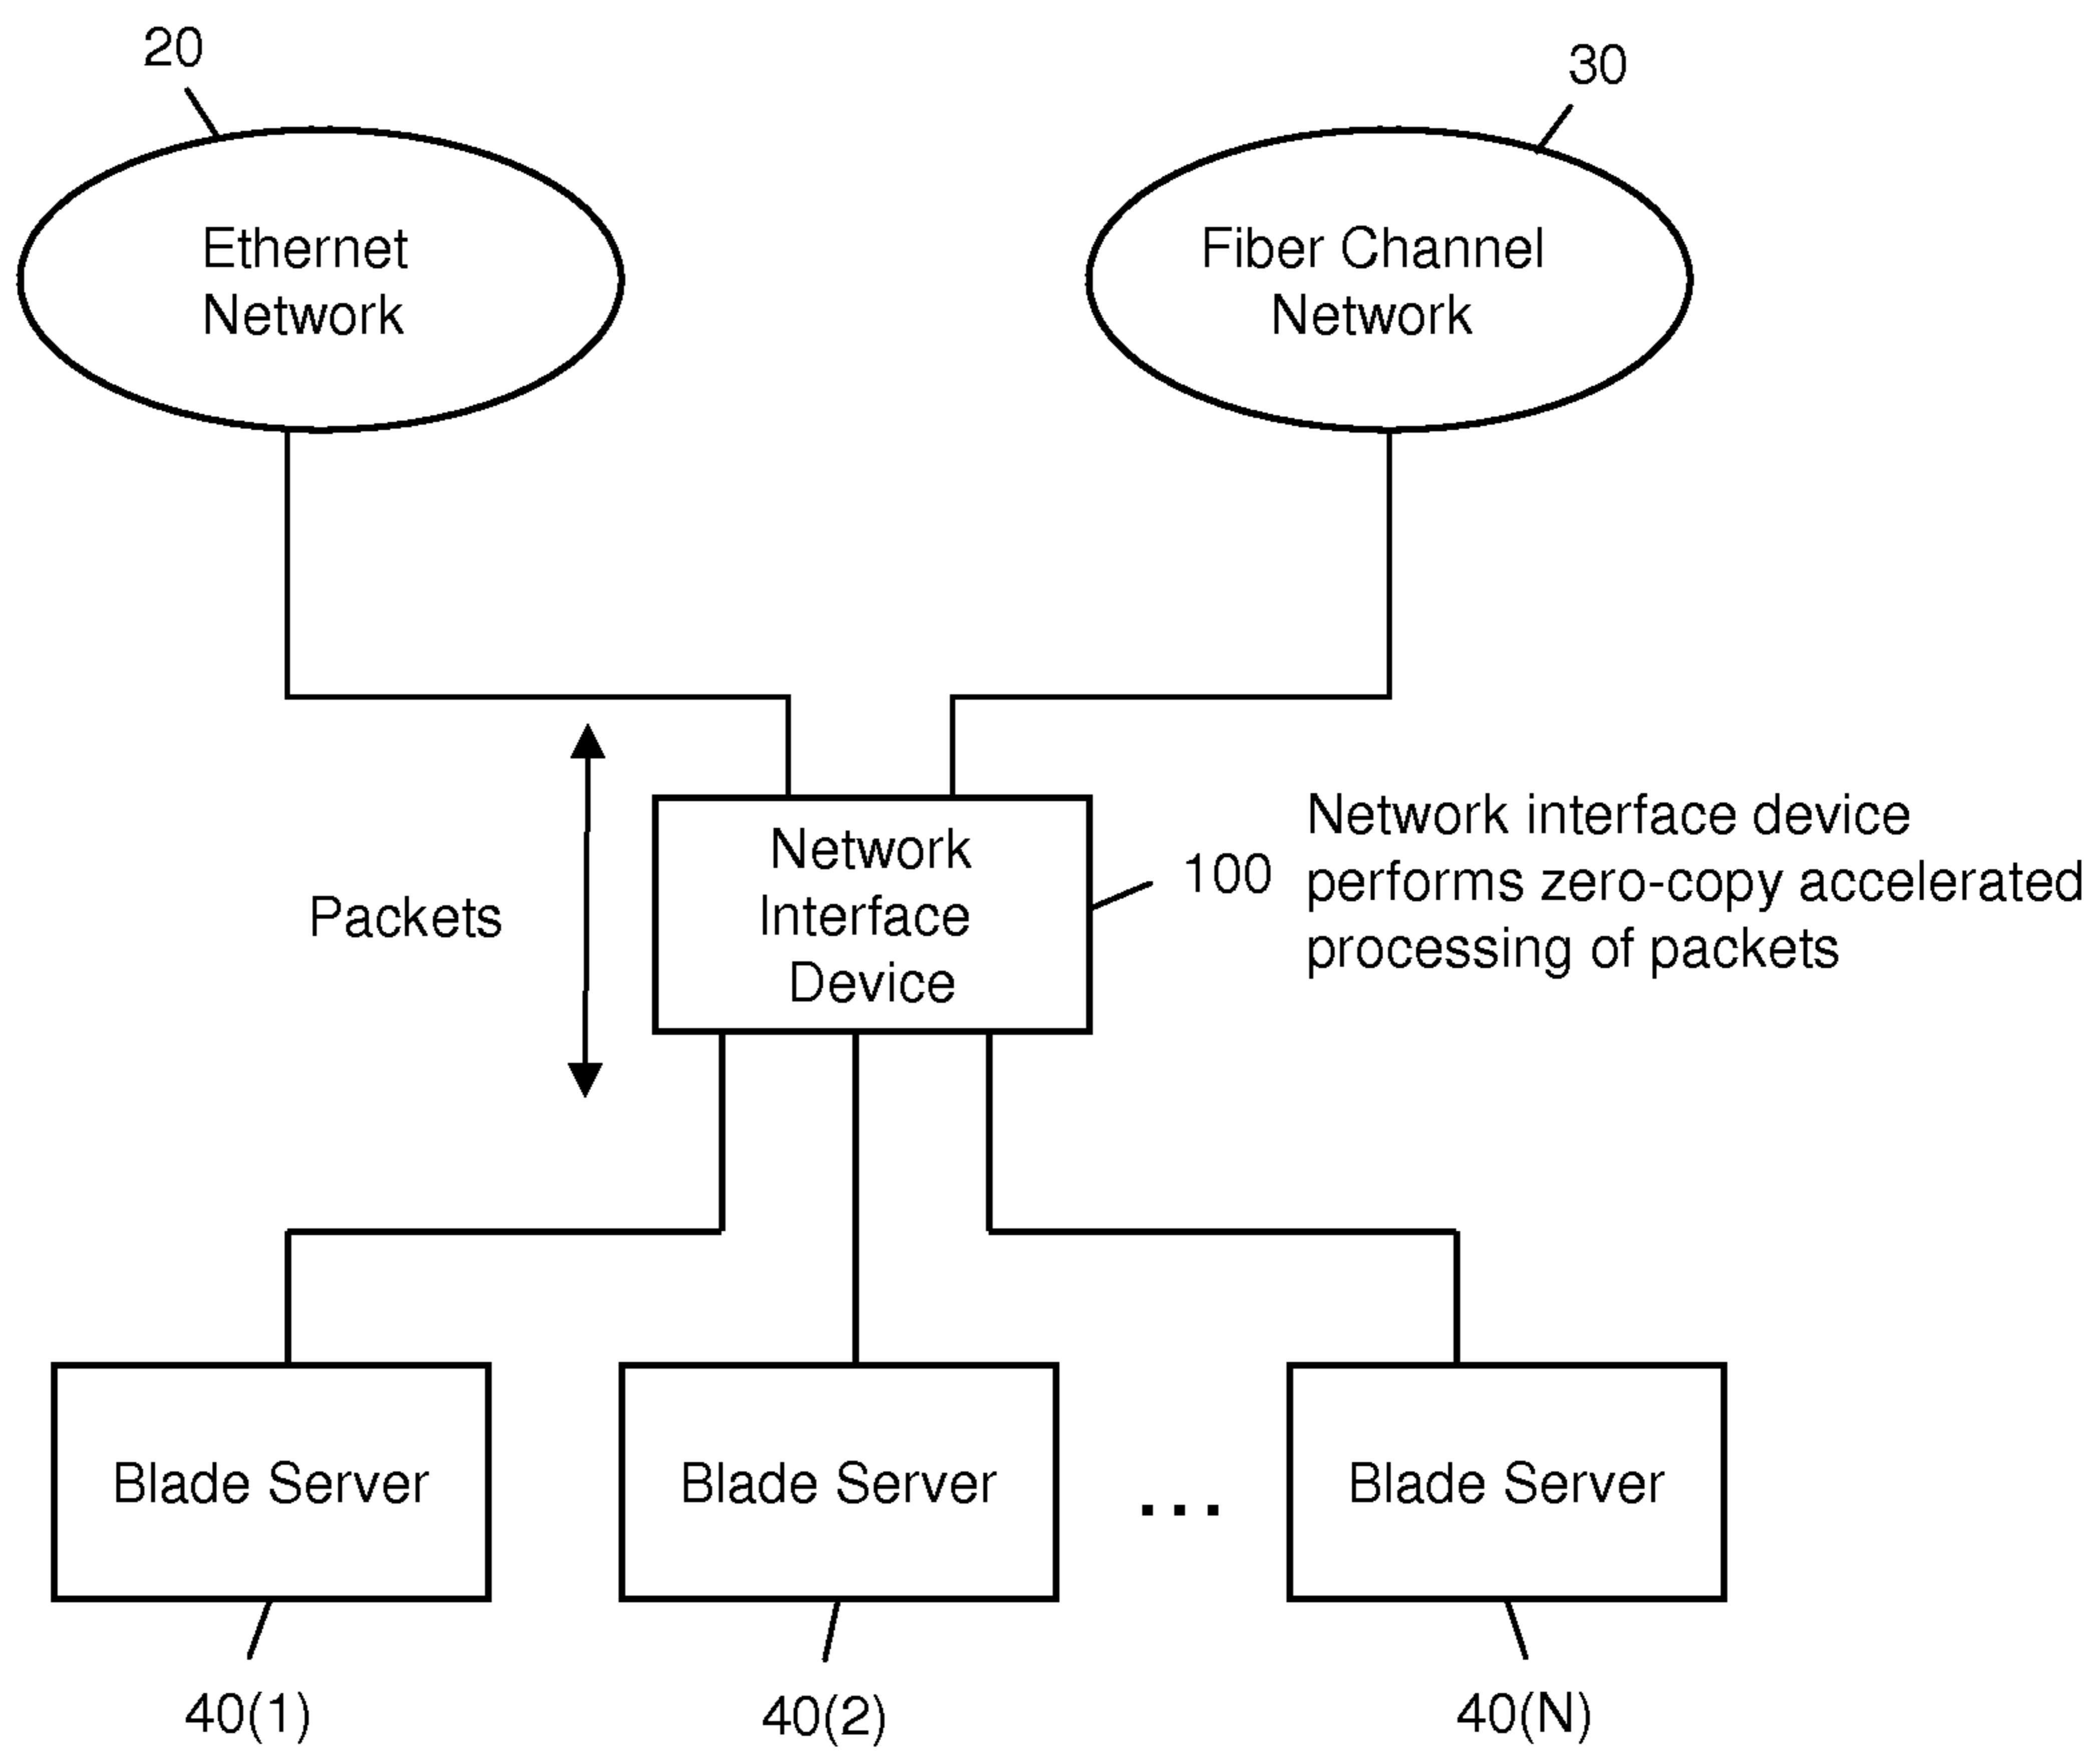 20
30
Ethernet
Network
Fiber Channel
Network
Packets
Network
Interface
Device
100
Network interface device
performs zero-copy accelerated
processing of packets
Blade Server
Blade Server
...
Blade Server
40(1)
40(2)
40(N)